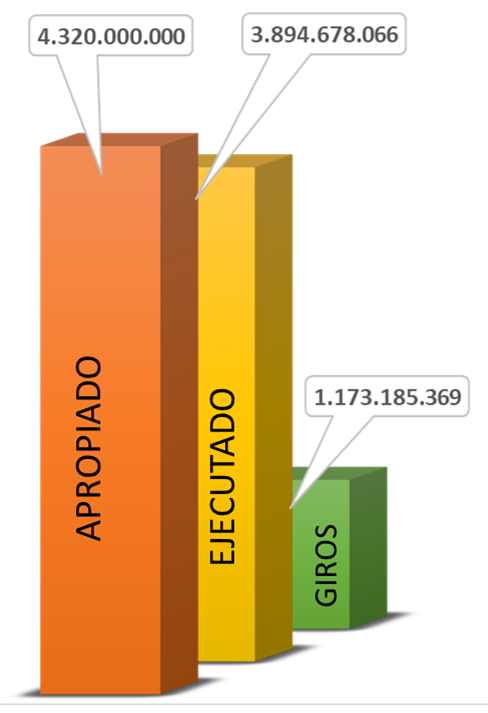 4.320.000.000
3.894.678.066
1.173.185.369
APROPIADO
EJECUTADO
GIROS